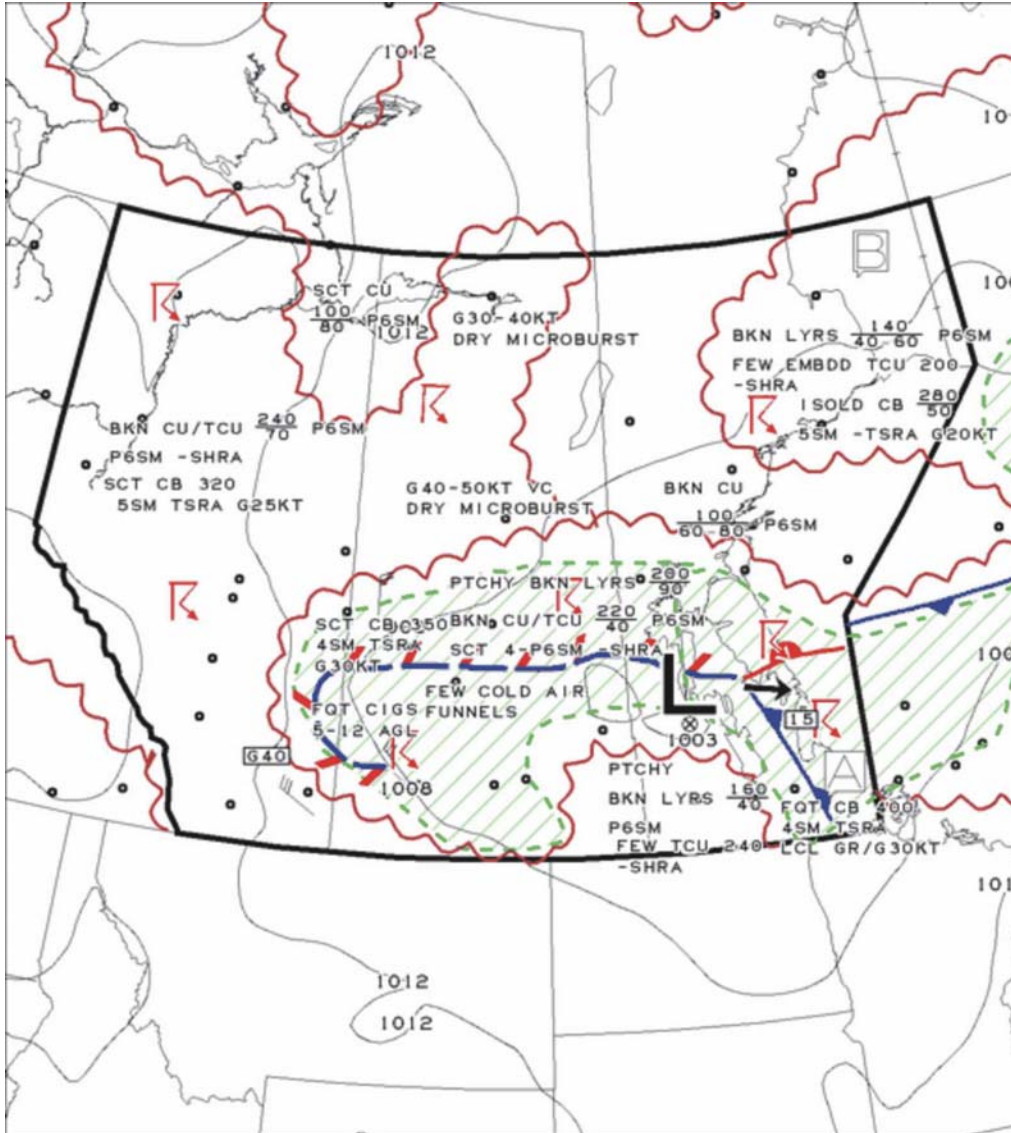 1012
10
B
100
SCT CU
100
80 P6SM
1012
G30-40KT
DRY MICROBURST
BKN LYRS 140
40-60 P6SM
FEW EMBDD TCU 200
-SHRA
ISOLD CB 280
50
5SM -TSRA G20KT
BKN CU/TCU 240
70 P6SM
P6SM -SHRA
SCT CB 320
5SM TSRA G25KT
G40-50KT VC
DRY MICROBURST
BKN CU
100
60-80 P6SM
PTCHY BKN LYRS 280
90
SCT CB 350
4SM TSRA
G30KT
BKN CU/TCU 220
40 P6SM
SCT 4-P6SM -SHRA
FEW COLD AIR
FUNNELS
FQT CIGS
5-12 AGL
100
L
1003
15
G40
1008
A
PTCHY
BKN LYRS 160
40
P6SM
FEW TCU 240
-SHRA
FQT CB 400
4SM TSRA
LCL GR/G30KT
101
1012
1012